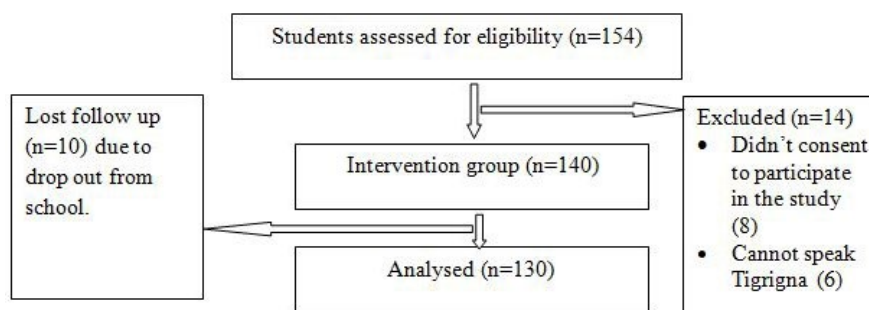 Students assessed for eligibility (n=154)
Lost follow up
(n=10) due to
drop out from
school.
Excluded (n=14)
• Didn’t consent
to participate
in the study
(8)
• Cannot speak
Tigrigna (6)
Intervention group (n=140)
Analysed (n=130)